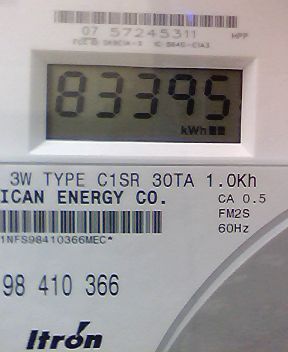 07 57245311
HPP
83395
kWh
3W TYPE C1SR 30TA 1.0Kh
ICAN ENERGY CO.
CA 0.5
FM2S
60Hz
1NFS98410366MEC*
98 410 366
Itron